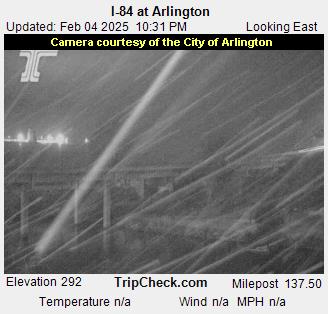 I-84 at Arlington
Updated: Feb 04 2025 10:31 PM Looking East
Camera courtesy of the City of Arlington
Elevation 292 TripCheck.com Milepost 137.50
Temperature n/a Wind n/a MPH n/a